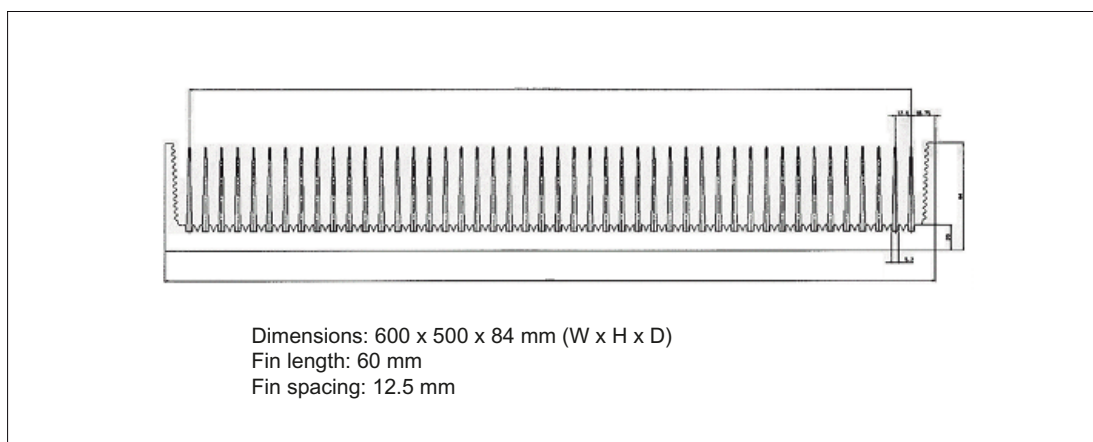 Dimensions: 600 x 500 x 84 mm (W x H x D)
Fin length: 60 mm
Fin spacing: 12.5 mm